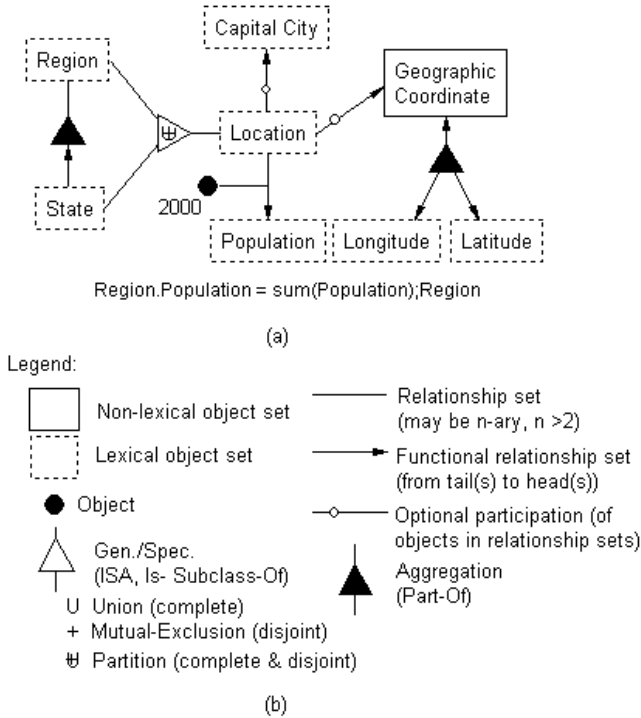 Capital City
Region
Geographic
Coordinate
Location
State
2000
Population
Longitude
Latitude
Region.Population = sum(Population);Region
(a)
Legend:
Non-lexical object set
Lexical object set
Object
Gen./Spec.
(ISA, Is- Subclass-Of)
U Union (complete)
+ Mutual-Exclusion (disjoint)
⊎ Partition (complete & disjoint)
Relationship set
(may be n-ary, n >2)
Functional relationship set
(from tail(s) to head(s))
Optional participation (of
objects in relationship sets)
Aggregation
(Part-Of)
(b)